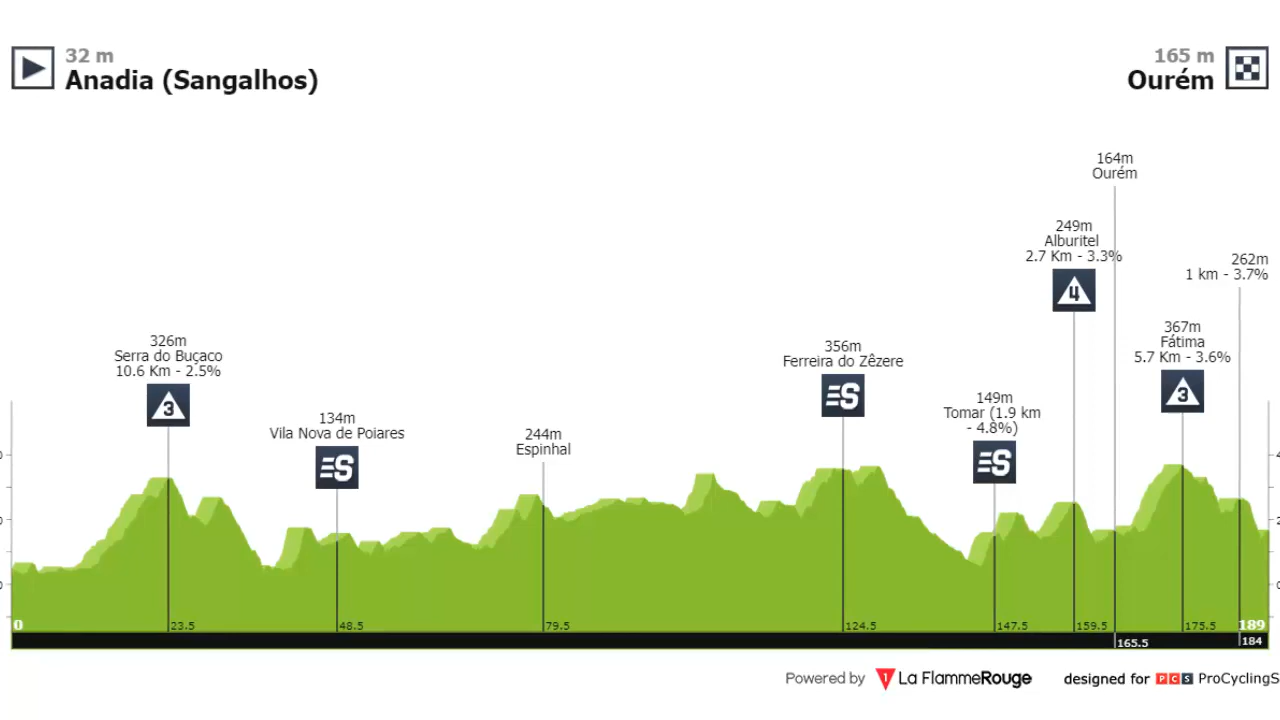 32 m
Anadia (Sangalhos)
165 m
Ourém
164m
Ourém
249m
Alburitel
2.7 Km - 3.3%
4
262m
1 km - 3.7%
326m
Serra do Buçaco
10.6 Km - 2.5%
3
356m
Ferreira do Zêzere
S
367m
Fátima
5.7 Km - 3.6%
3
134m
Vila Nova de Poiares
S
149m
Tomar (1.9 km
- 4.8%)
S
244m
Espinhal
0 23.5 48.5 79.5 124.5 147.5 159.5 175.5 189
165.5 184
Powered by 1 La FlammeRouge designed for PCS ProCyclingS